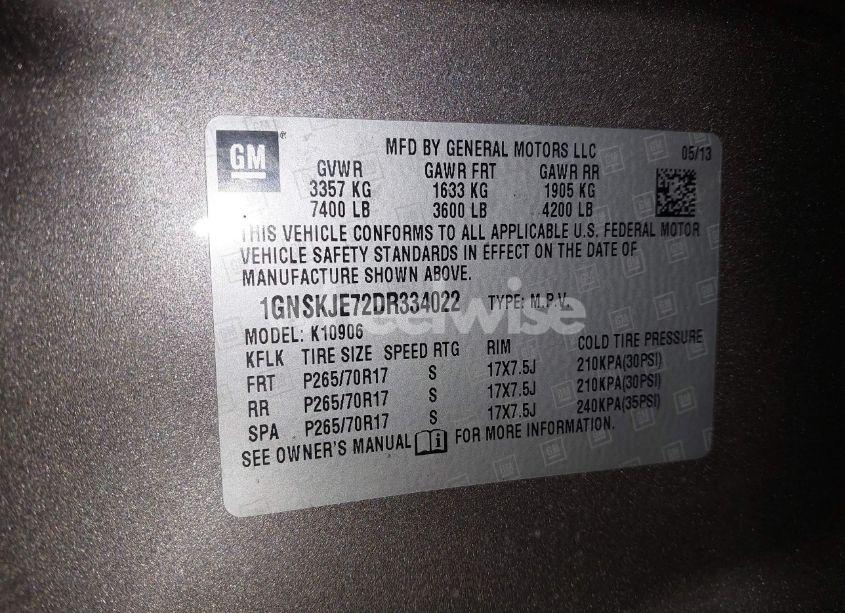 GM
MFD BY GENERAL MOTORS LLC 05/13
GVWR GAWR FRT GAWR RR
3357 KG 1633 KG 1905 KG
7400 LB 3600 LB 4200 LB
THIS VEHICLE CONFORMS TO ALL APPLICABLE U.S. FEDERAL MOTOR
VEHICLE SAFETY STANDARDS IN EFFECT ON THE DATE OF
MANUFACTURE SHOWN ABOVE.
1GNSKJE72DR334022 TYPE: M.P.V.
MODEL: K10906
KFLK TIRE SIZE SPEED RTG RIM COLD TIRE PRESSURE
FRT P265/70R17 S 17X7.5J 210KPA(30PSI)
RR P265/70R17 S 17X7.5J 210KPA(30PSI)
SPA P265/70R17 S 17X7.5J 240KPA(35PSI)
SEE OWNER'S MANUAL FOR MORE INFORMATION.